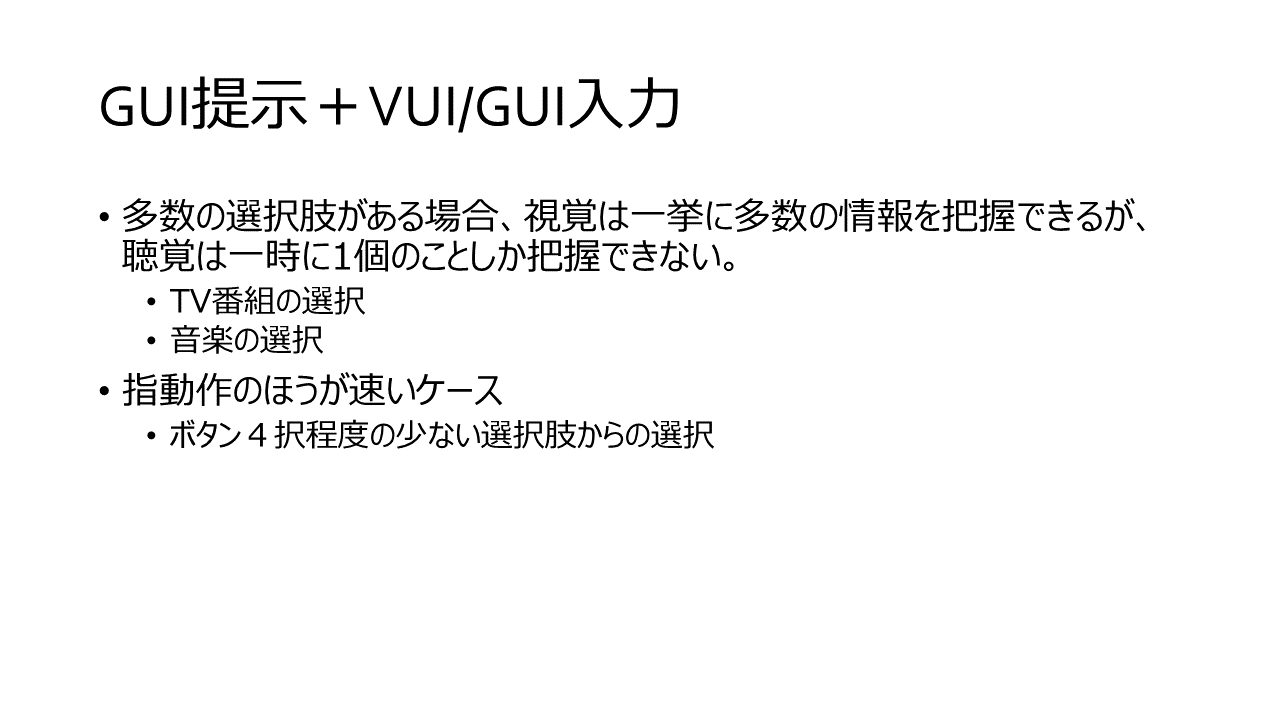 GUI提示＋VUI/GUI入力
• 多数の選択肢がある場合、視覚は一挙に多数の情報を把握できるが、
聴覚は一時に1個のことしか把握できない。
• TV番組の選択
• 音楽の選択
• 指動作のほうが速いケース
• ボタン４択程度の少ない選択肢からの選択